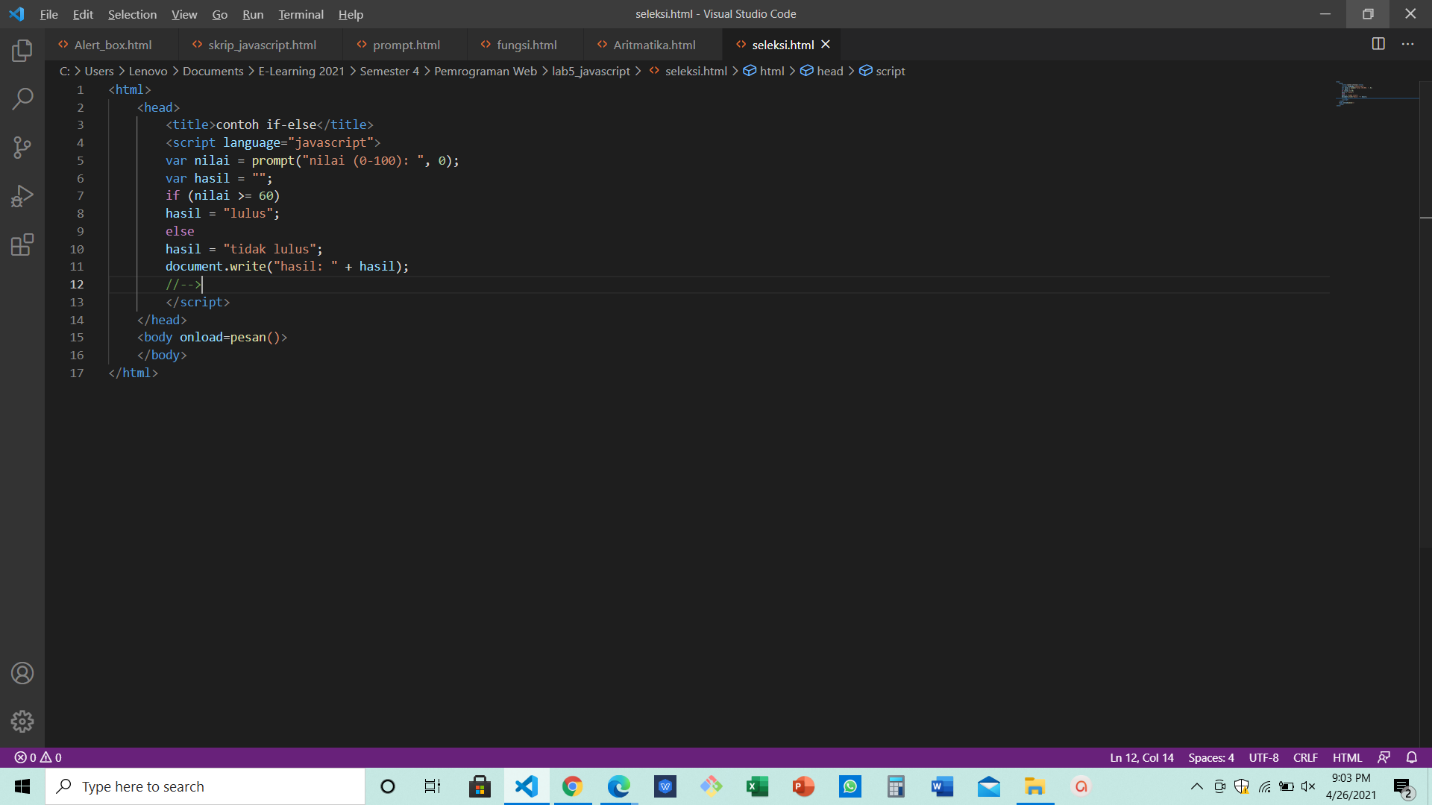 File Edit Selection View Go Run Terminal Help seleksi.html - Visual Studio Code
Alert_box.html skrip_javascript.html prompt.html fungsi.html Aritmatika.html seleksi.html
C: > Users > Lenovo > Documents > E-Learning 2021 > Semester 4 > Pemrograman Web > lab5_javascript > seleksi.html > html > head > script
1 <html>
2 <head>
3 <title>contoh if-else</title>
4 <script language="javascript">
5 var nilai = prompt("nilai (0-100): ", 0);
6 var hasil = "";
7 if (nilai >= 60)
8 hasil = "lulus";
9 else
10 hasil = "tidak lulus";
11 document.write("hasil: " + hasil);
12 //-->
13 </script>
14 </head>
15 <body onload=pesan()>
16 </body>
17 </html>
0 0 Ln 12, Col 14 Spaces: 4 UTF-8 CRLF HTML
Type here to search
9:03 PM
4/26/2021
2